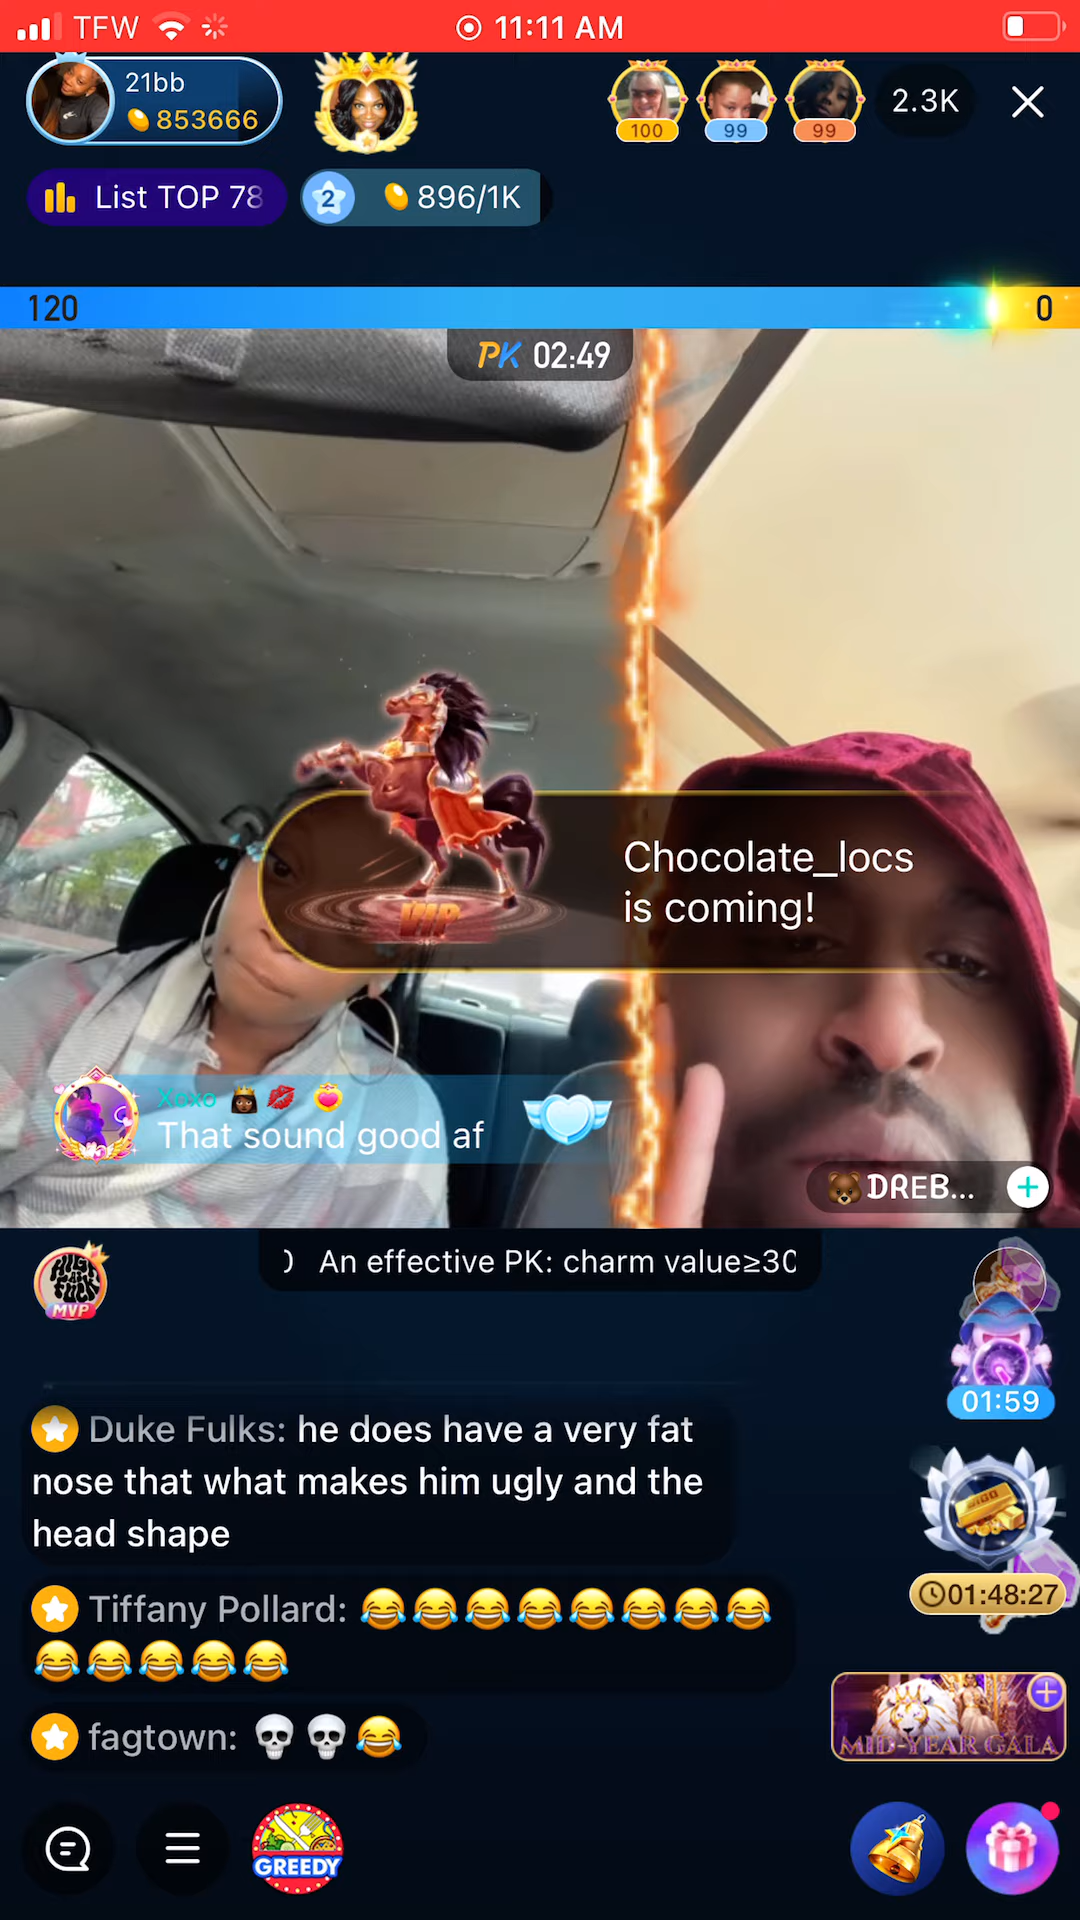 TFW
11:11 AM
21bb
853666
100
99
99
2.3K
List TOP 78
2
896/1K
120
0
PK 02:49
Chocolate_locs
is coming!
VIP
Xoxo
That sound good af
DREB...
An effective PK: charm value≥30
MVP
01:59
Duke Fulks: he does have a very fat
nose that what makes him ugly and the
head shape
01:48:27
Tiffany Pollard: 😂😂😂😂😂😂😂😂
😂😂😂😂😂
fagtown: 💀💀😂
MID-YEAR GALA
GREEDY